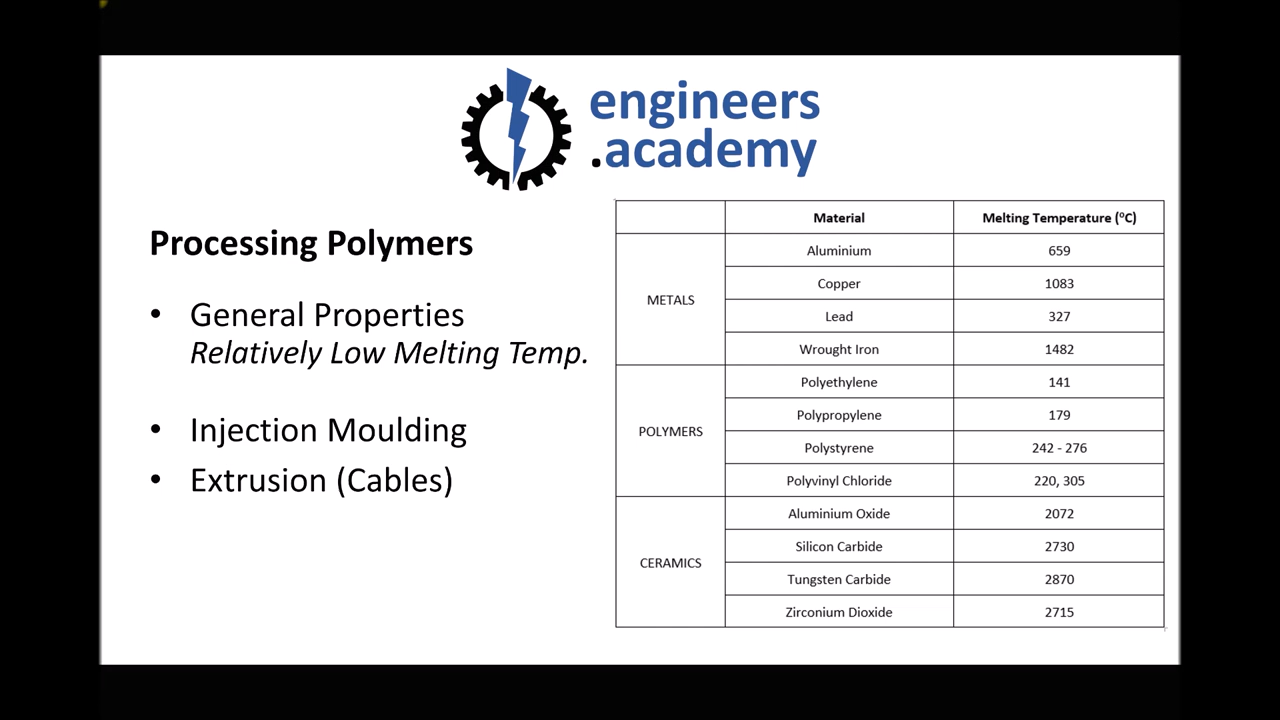 engineers
.academy
Processing Polymers
• General Properties
Relatively Low Melting Temp.
• Injection Moulding
• Extrusion (Cables)
Material Melting Temperature (°C)
METALS
Aluminium 659
Copper 1083
Lead 327
Wrought Iron 1482
POLYMERS
Polyethylene 141
Polypropylene 179
Polystyrene 242 - 276
Polyvinyl Chloride 220, 305
CERAMICS
Aluminium Oxide 2072
Silicon Carbide 2730
Tungsten Carbide 2870
Zirconium Dioxide 2715